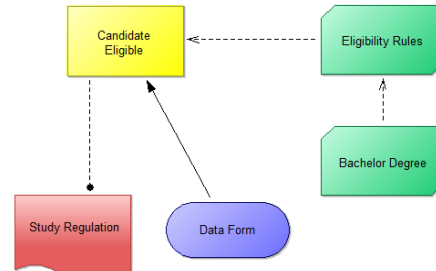 Candidate
Eligible
Eligibility Rules
Bachelor Degree
Study Regulation
Data Form